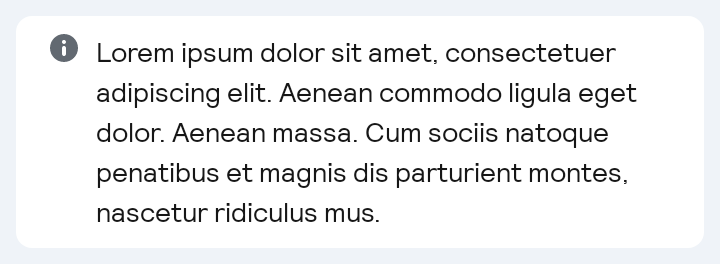 Lorem ipsum dolor sit amet, consectetuer
adipiscing elit. Aenean commodo ligula eget
dolor. Aenean massa. Cum sociis natoque
penatibus et magnis dis parturient montes,
nascetur ridiculus mus.